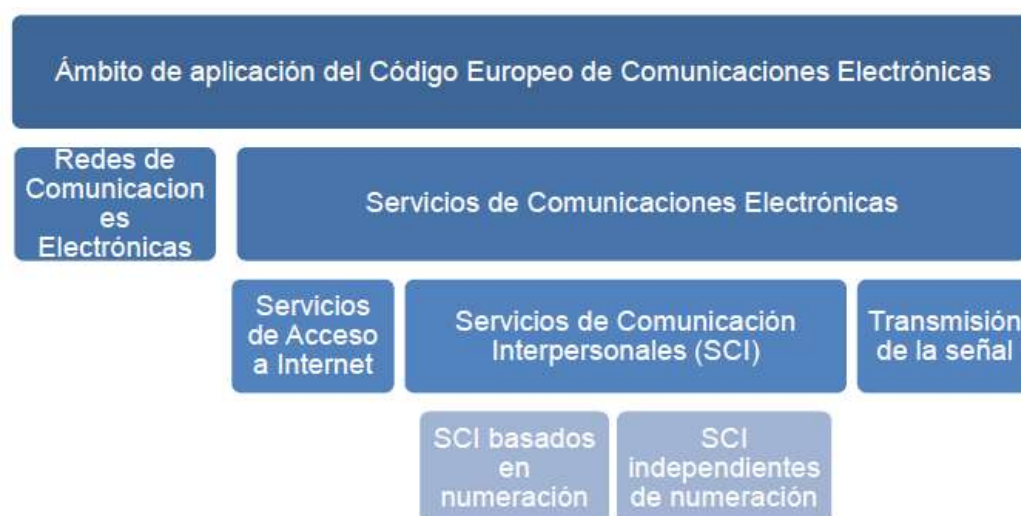 Ámbito de aplicación del Código Europeo de Comunicaciones Electrónicas
Redes de
Comunicacion
es
Electrónicas
Servicios de Comunicaciones Electrónicas
Servicios
de Acceso
a Internet
Servicios de Comunicación
Interpersonales (SCI)
Transmisión
de la señal
SCI basados
en
numeración
SCI
independientes
de numeración